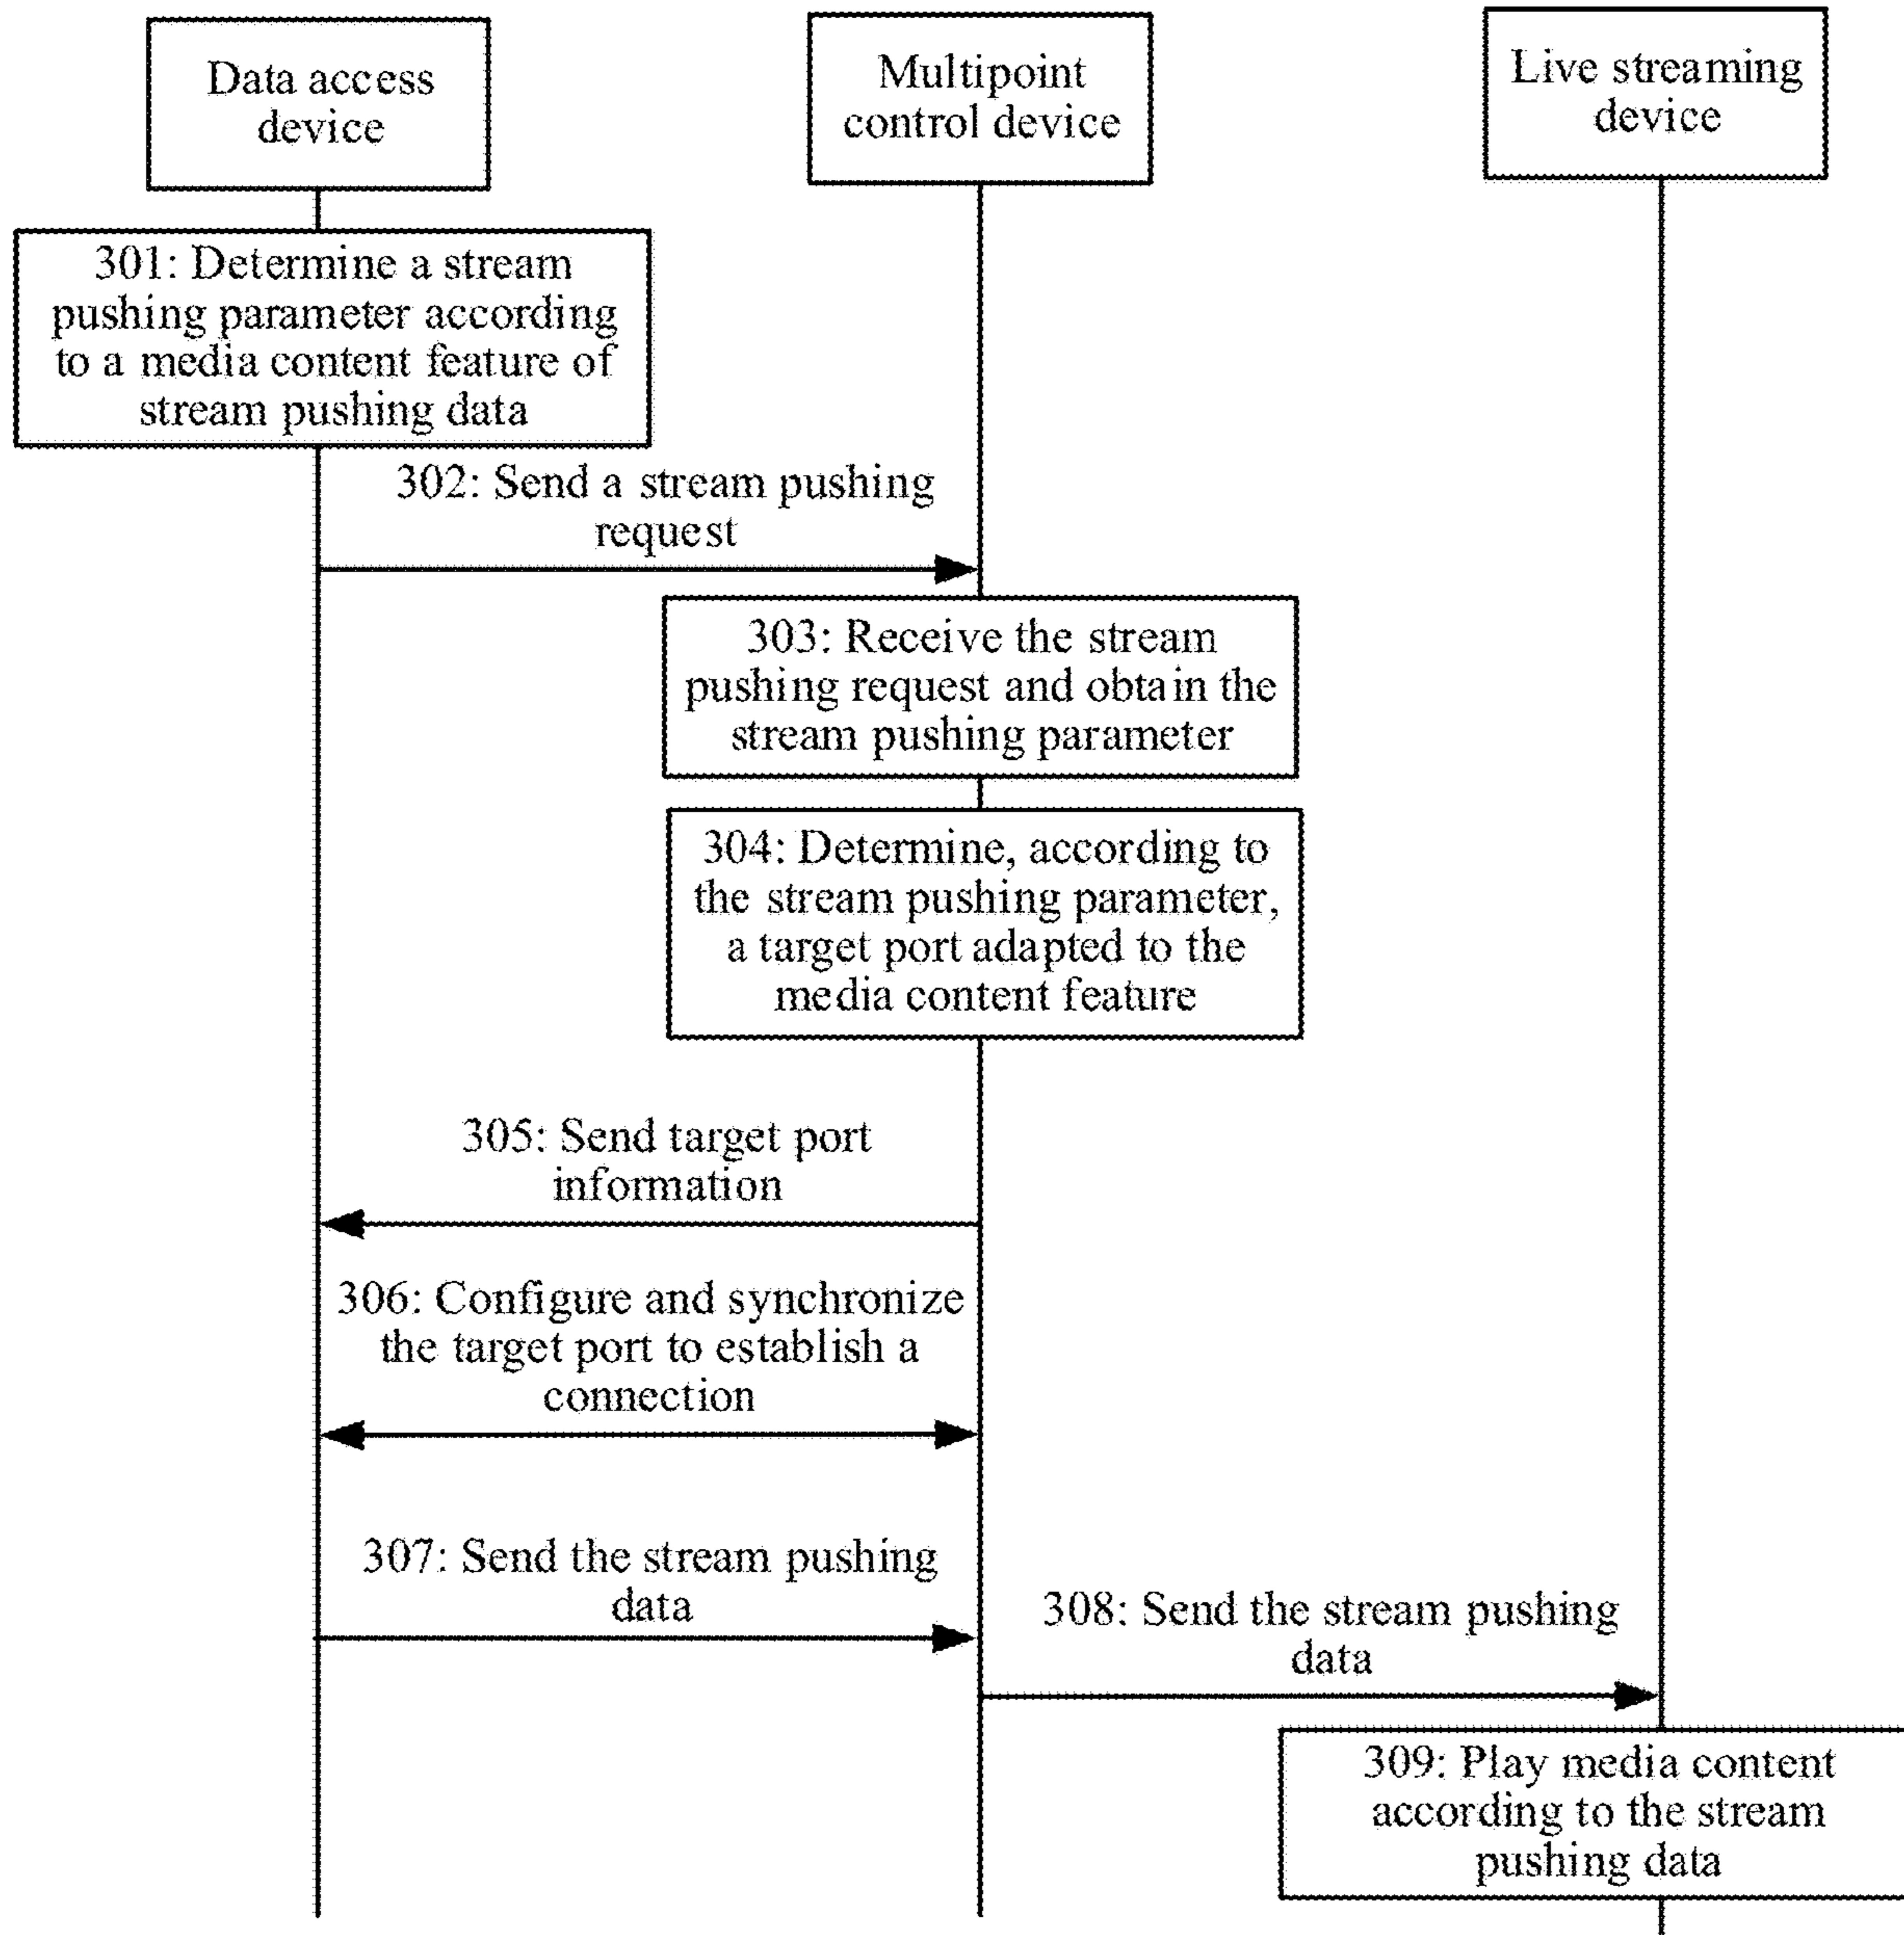 Data access
device
Multipoint
control device
Live streaming
device
301: Determine a stream
pushing parameter according
to a media content feature of
stream pushing data
302: Send a stream pushing
request
303: Receive the stream
pushing request and obtain the
stream pushing parameter
304: Determine, according to
the stream pushing parameter,
a target port adapted to the
media content feature
305: Send target port
information
306: Configure and synchronize
the target port to establish a
connection
307: Send the stream pushing
data
308: Send the stream pushing
data
309: Play media content
according to the stream
pushing data